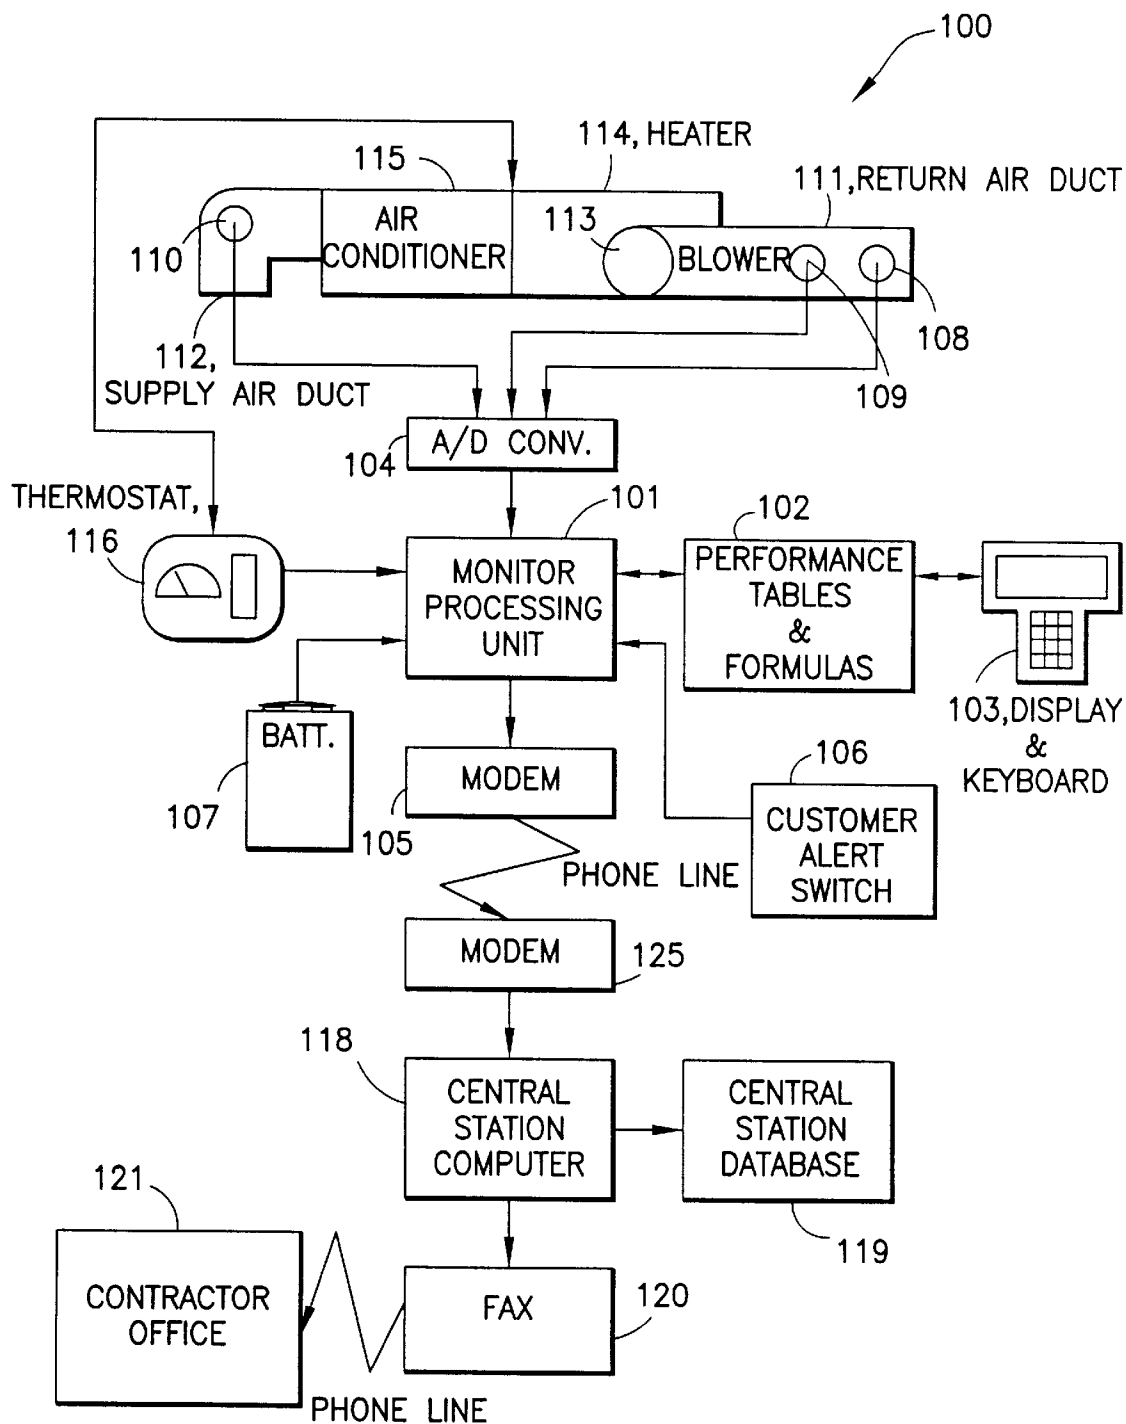 100
114, HEATER
115
111, RETURN AIR DUCT
AIR
CONDITIONER
113
BLOWER
110
108
112,
SUPPLY AIR DUCT
109
A/D CONV.
104
THERMOSTAT,
116
101
102
MONITOR
PROCESSING
UNIT
PERFORMANCE
TABLES
&
FORMULAS
103, DISPLAY
&
KEYBOARD
BATT.
107
MODEM
105
106
CUSTOMER
ALERT
SWITCH
PHONE LINE
MODEM
125
118
CENTRAL
STATION
COMPUTER
CENTRAL
STATION
DATABASE
119
121
CONTRACTOR
OFFICE
FAX
120
PHONE LINE